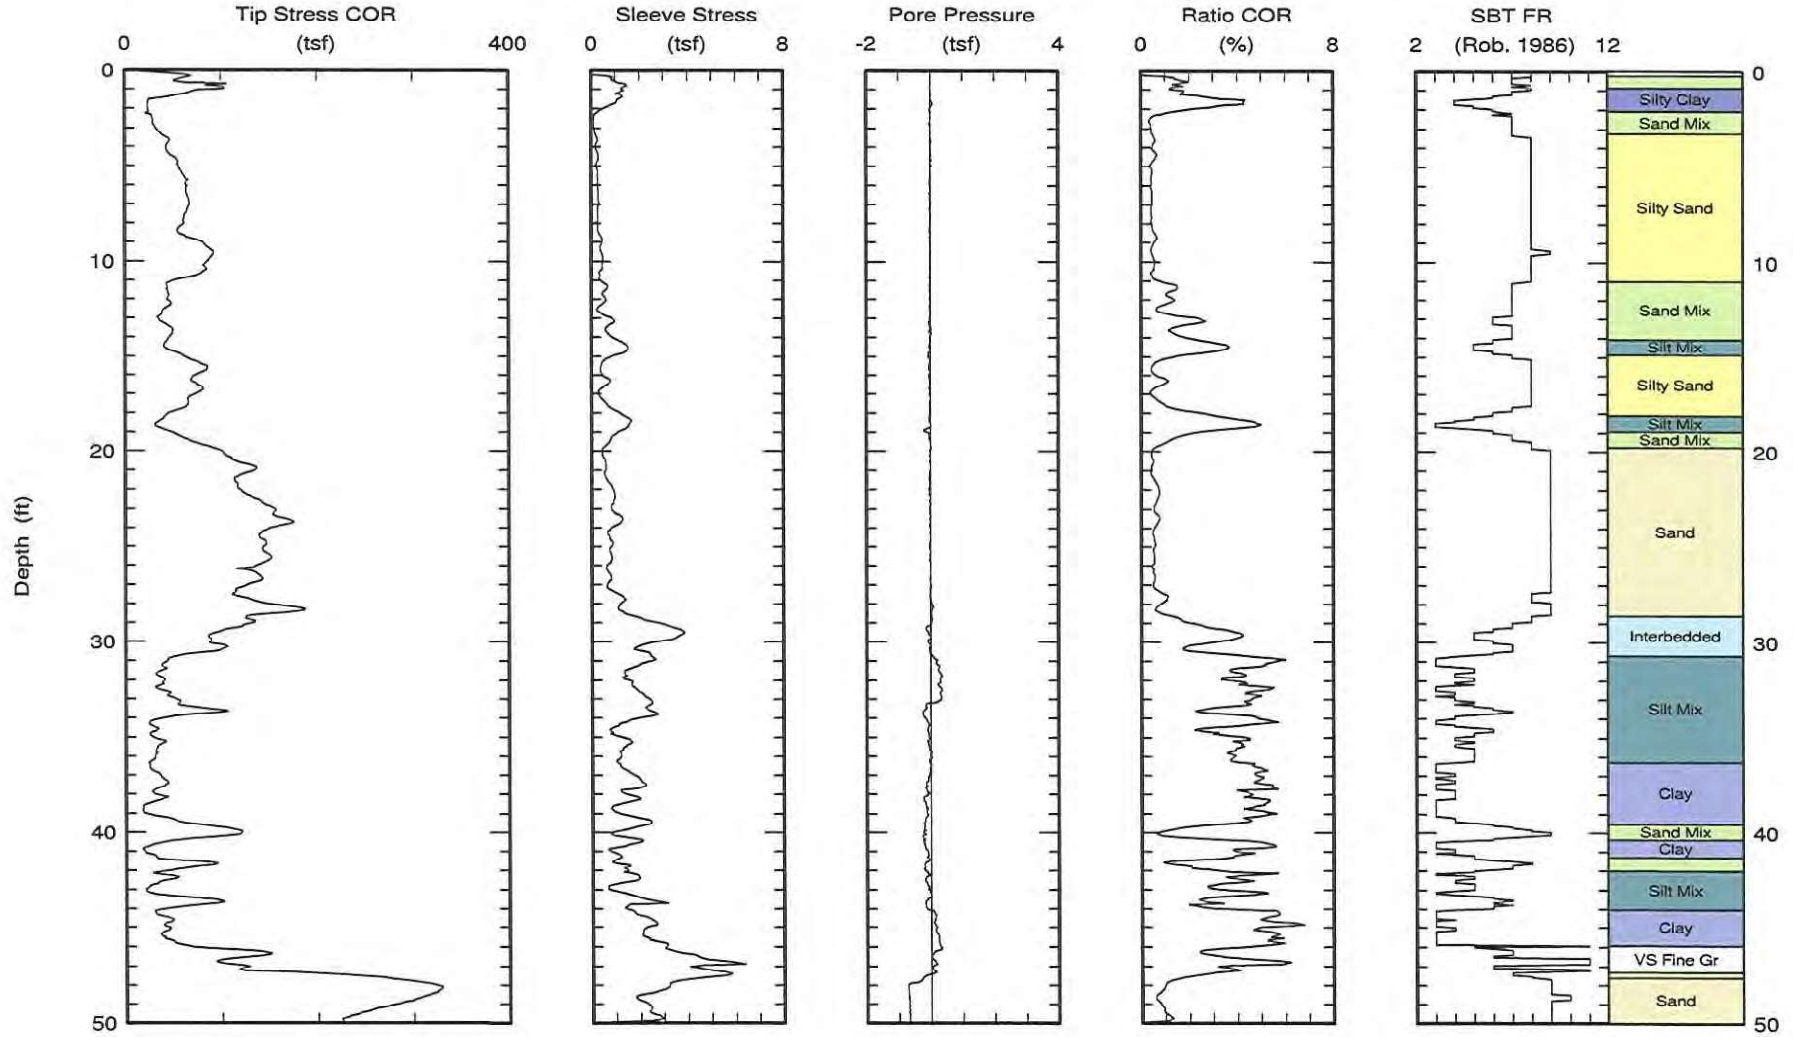 Tip Stress COR Sleeve Stress Pore Pressure Ratio COR SBT FR
0 (tsf) 400 0 (tsf) 8 -2 (tsf) 4 0 (%) 8 2 (Rob. 1986) 12
0 0
Silty Clay
Sand Mix
Silty Sand
10 10
Sand Mix
Silt Mix
Silty Sand
Silt Mix
Sand Mix
20 20
Sand
Depth (ft)
Interbedded
30 30
Silt Mix
Clay
40 Sand Mix 40
Clay
Silt Mix
Clay
VS Fine Gr
Sand
50 50